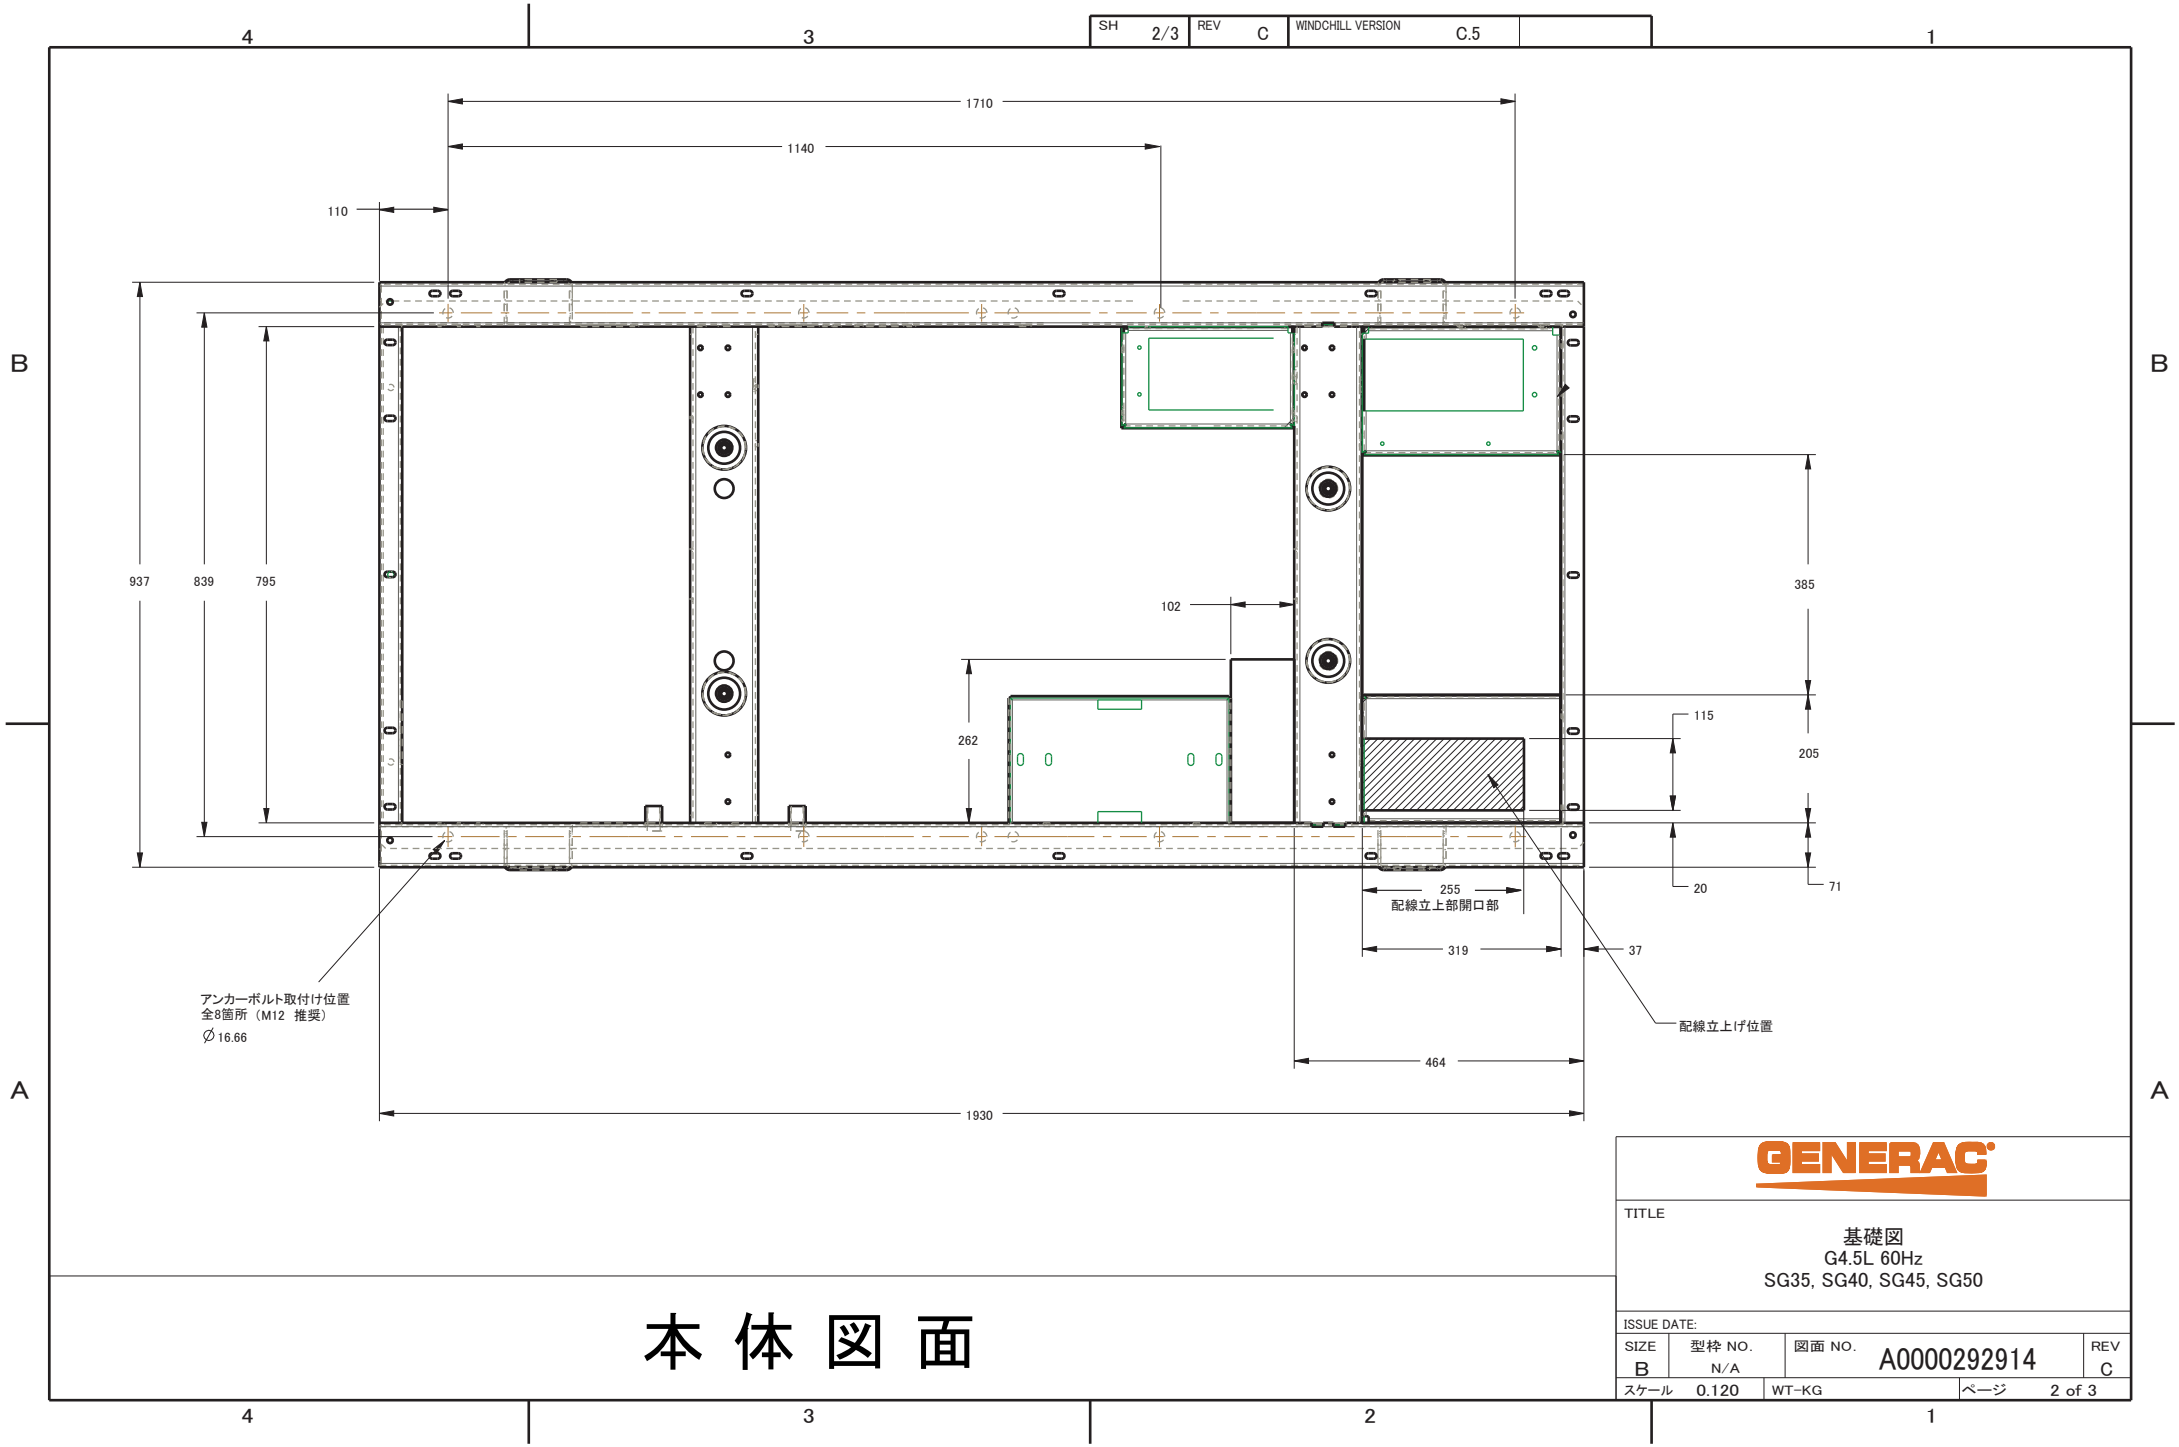 SH 2/3 REV C WINDCHILL VERSION C.5
4 3 1
1710
1140
110
B B
937 839 795 385
102
115
262 205
255 20 71
配線立上部開口部
319 37
アンカーボルト取付け位置
全8箇所（M12 推奨）
∅ 16.66
配線立上げ位置
464
A A
1930
GENERAC
TITLE
基礎図
G4.5L 60Hz
SG35, SG40, SG45, SG50
本体図面
ISSUE DATE:
SIZE 型枠 NO. 図面 NO. A0000292914 REV
B N/A C
スケール 0.120 WT-KG ページ 2 of 3
4 3 2 1